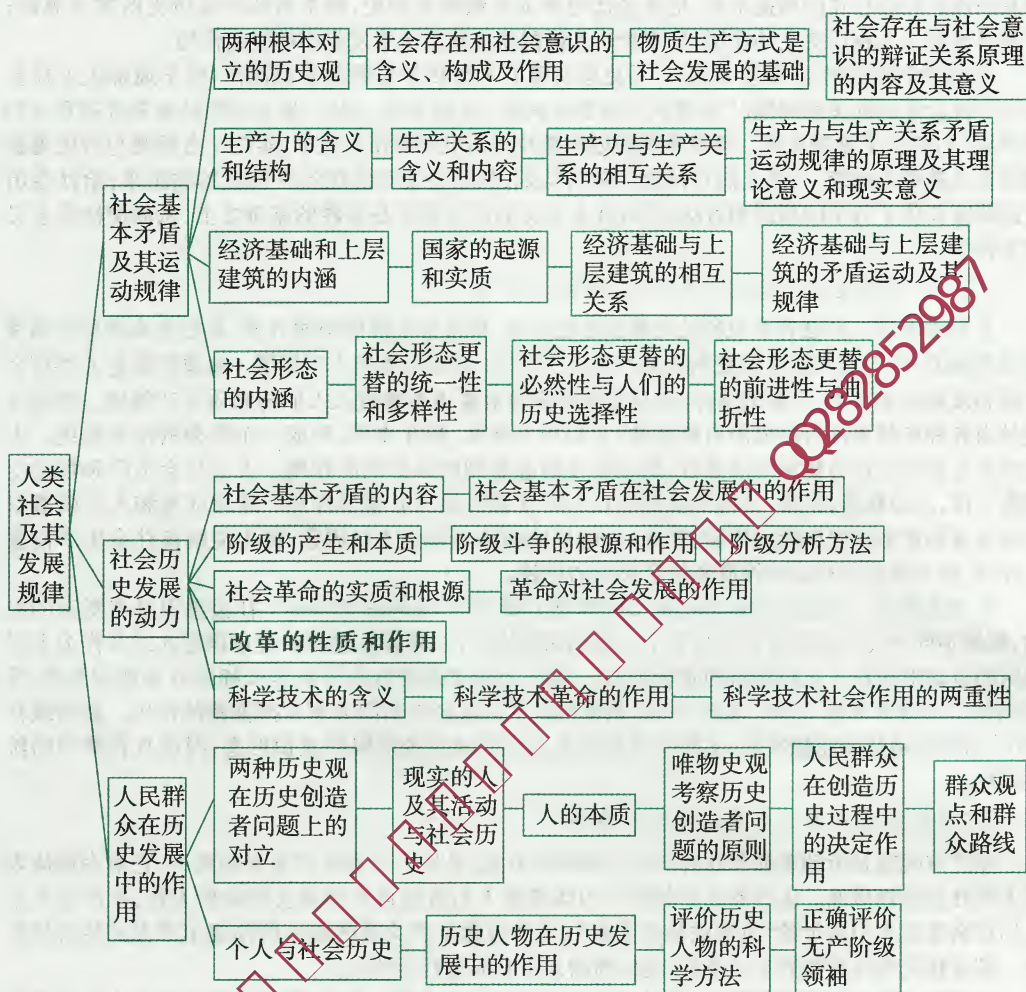 两种根本对
立的历史观
社会存在和社会意识的
含义、构成及作用
物质生产方式是
社会发展的基础
社会存在与社会意
识的辩证关系原理
的内容及其意义
生产力的含义
和结构
生产关系的
含义和内容
生产力与生产关
系的相互关系
生产力与生产关系矛盾
运动规律的原理及其理
论意义和现实意义
社会基
本矛盾
及其运
动规律
经济基础和上层
建筑的内涵
国家的起源
和实质
经济基础与上
层建筑的相互
关系
经济基础与上层建
筑的矛盾运动及其
规律
社会形态
的内涵
社会形态更
替的统一性
和多样性
社会形态更替的
必然性与人们的
历史选择性
社会形态更替
的前进性与曲
折性
人类
社会
及其
发展
规律
社会历
史发展
的动力
社会基本矛盾的内容
社会基本矛盾在社会发展中的作用
阶级的产生和本质
阶级斗争的根源和作用
阶级分析方法
社会革命的实质和根源
革命对社会发展的作用
改革的性质和作用
科学技术的含义
科学技术革命的作用
科学技术社会作用的两重性
人民群
众在历
史发展
中的作
用
两种历史观
在历史创造
者问题上的
对立
现实的人
及其活动
与社会历
史
人的本质
唯物史观
考察历史
创造者问
题的原则
人民群众
在创造历
史过程中
的决定作
用
群众观
点和群
众路线
个人与社会历史
历史人物在历史发
展中的作用
评价历史
人物的科
学方法
正确评价
无产阶级
领袖
QQ82852987